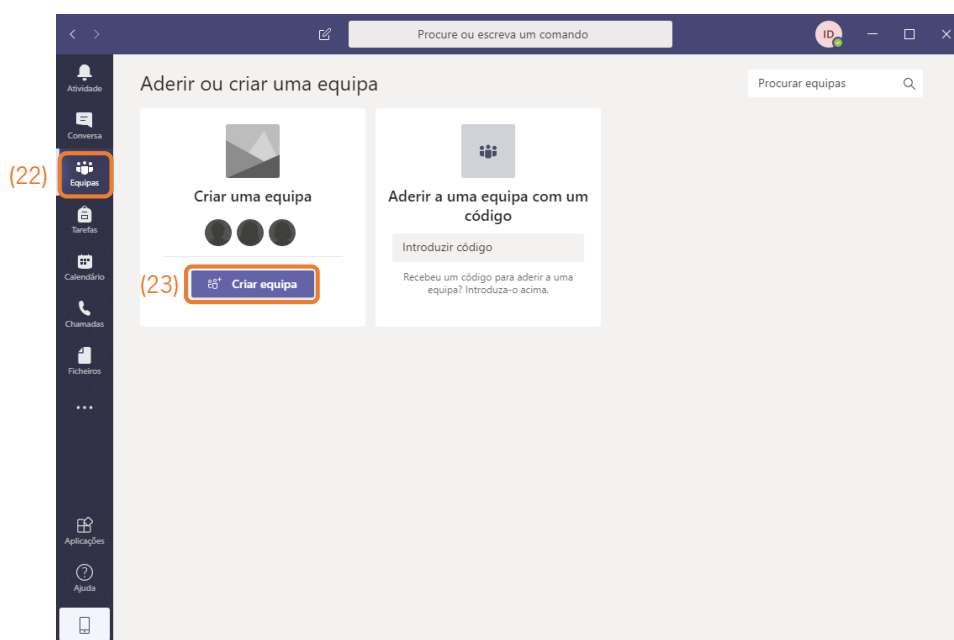 Procure ou escreva um comando
ID
Atividade
Conversa
(22)
Equipas
Tarefas
Calendário
Chamadas
Ficheiros
Aplicações
Ajuda
Aderir ou criar uma equipa
Procurar equipas
Criar uma equipa
(23)
Criar equipa
Aderir a uma equipa com um
código
Introduzir código
Recebeu um código para aderir a uma
equipa? Introduza-o acima.